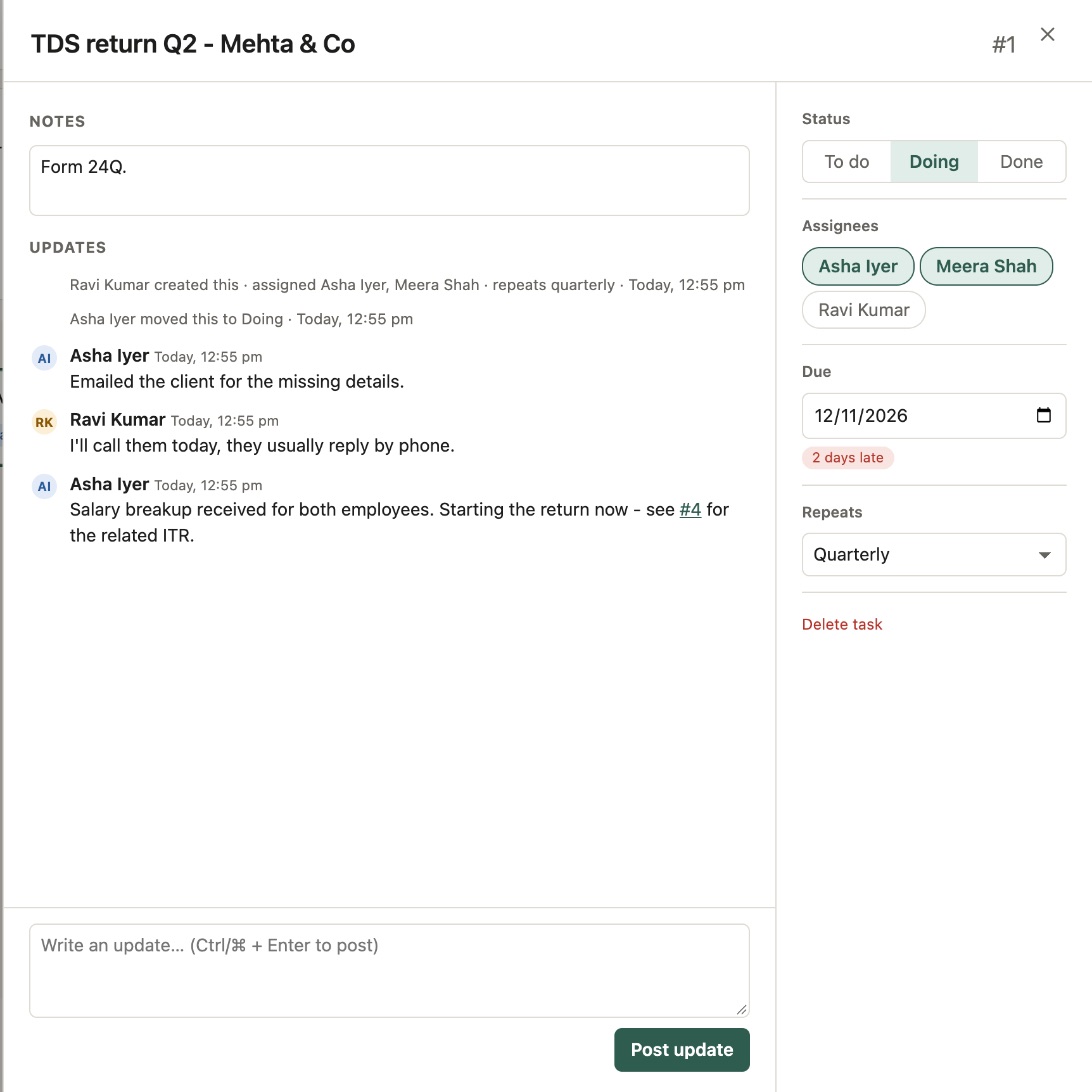 TDS return Q2 - Mehta & Co
#1
NOTES
Form 24Q.
UPDATES
Ravi Kumar created this · assigned Asha Iyer, Meera Shah · repeats quarterly · Today, 12:55 pm
Asha Iyer moved this to Doing · Today, 12:55 pm
AI Asha Iyer Today, 12:55 pm
Emailed the client for the missing details.
RK Ravi Kumar Today, 12:55 pm
I'll call them today, they usually reply by phone.
AI Asha Iyer Today, 12:55 pm
Salary breakup received for both employees. Starting the return now - see #4 for
the related ITR.
Write an update... (Ctrl/⌘ + Enter to post)
Post update
Status
To do Doing Done
Assignees
Asha Iyer Meera Shah
Ravi Kumar
Due
12/11/2026
2 days late
Repeats
Quarterly
Delete task